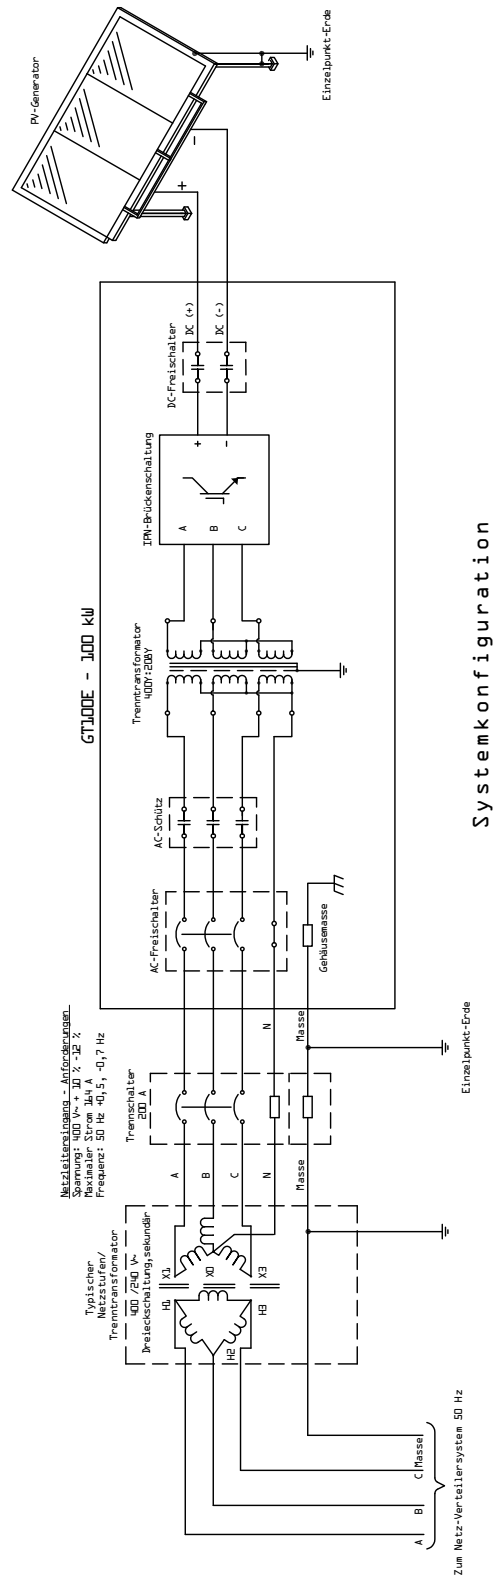 Netzleitereingang - Anforderungen
Spannung: 400 V~ + 10 % -12 %
Maximaler Strom 164 A
Frequenz: 50 Hz +0,5, -0,7 Hz
GT100E - 100 kW
PV-Generator
Einzelpunkt-Erde
Typischer
Netzstufen/
Trenntransformator
400 /240 V~
Dreieckschaltung, sekundär
H1
X1
H2
X0
H3
X3
Trennschalter
200 A
A
B
C
N
Masse
N
Masse
AC-Freischalter
Gehäusemasse
AC-Schütz
Trenntransformator
400Y:208Y
IPN-Brückenschaltung
A
B
C
+
-
DC-Freischalter
DC (+)
DC (-)
+
-
Einzelpunkt-Erde
A
B
C
Masse
Zum Netz-Verteilersystem 50 Hz
Systemkonfiguration